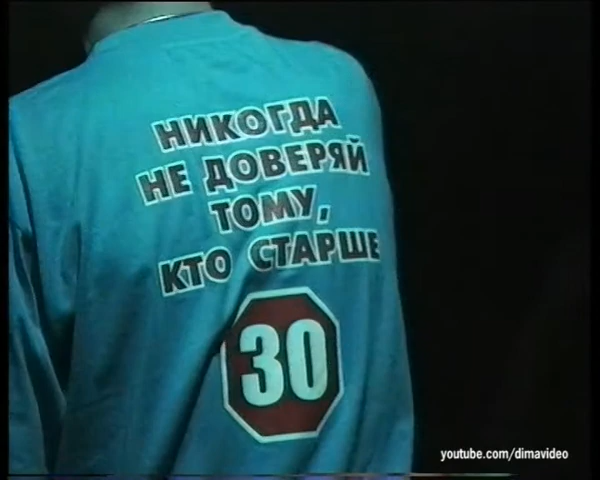 НИКОГДА
НЕ ДОВЕРЯЙ
ТОМУ,
КТО СТАРШЕ
30
youtube.com/dimavideo